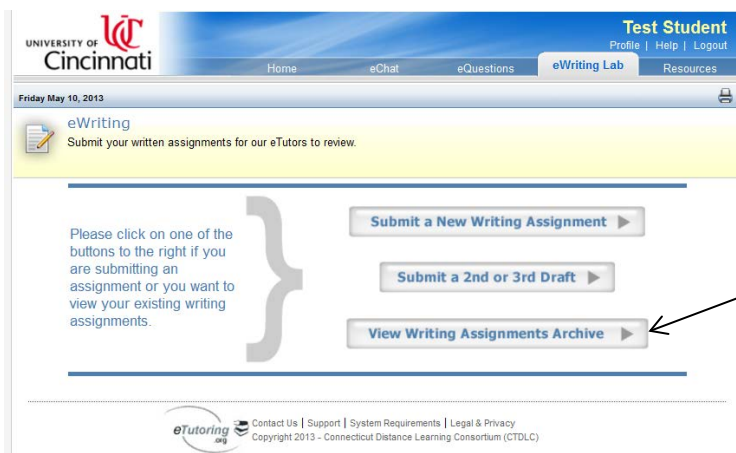 UNIVERSITY OF UC
Cincinnati
Test Student
Profile | Help | Logout
Home eChat eQuestions eWriting Lab Resources
Friday May 10, 2013
eWriting
Submit your written assignments for our eTutors to review.
Please click on one of the
buttons to the right if you
are submitting an
assignment or you want to
view your existing writing
assignments.
Submit a New Writing Assignment
Submit a 2nd or 3rd Draft
View Writing Assignments Archive
eTutoring
.org
Contact Us | Support | System Requirements | Legal & Privacy
Copyright 2013 - Connecticut Distance Learning Consortium (CTDLC)